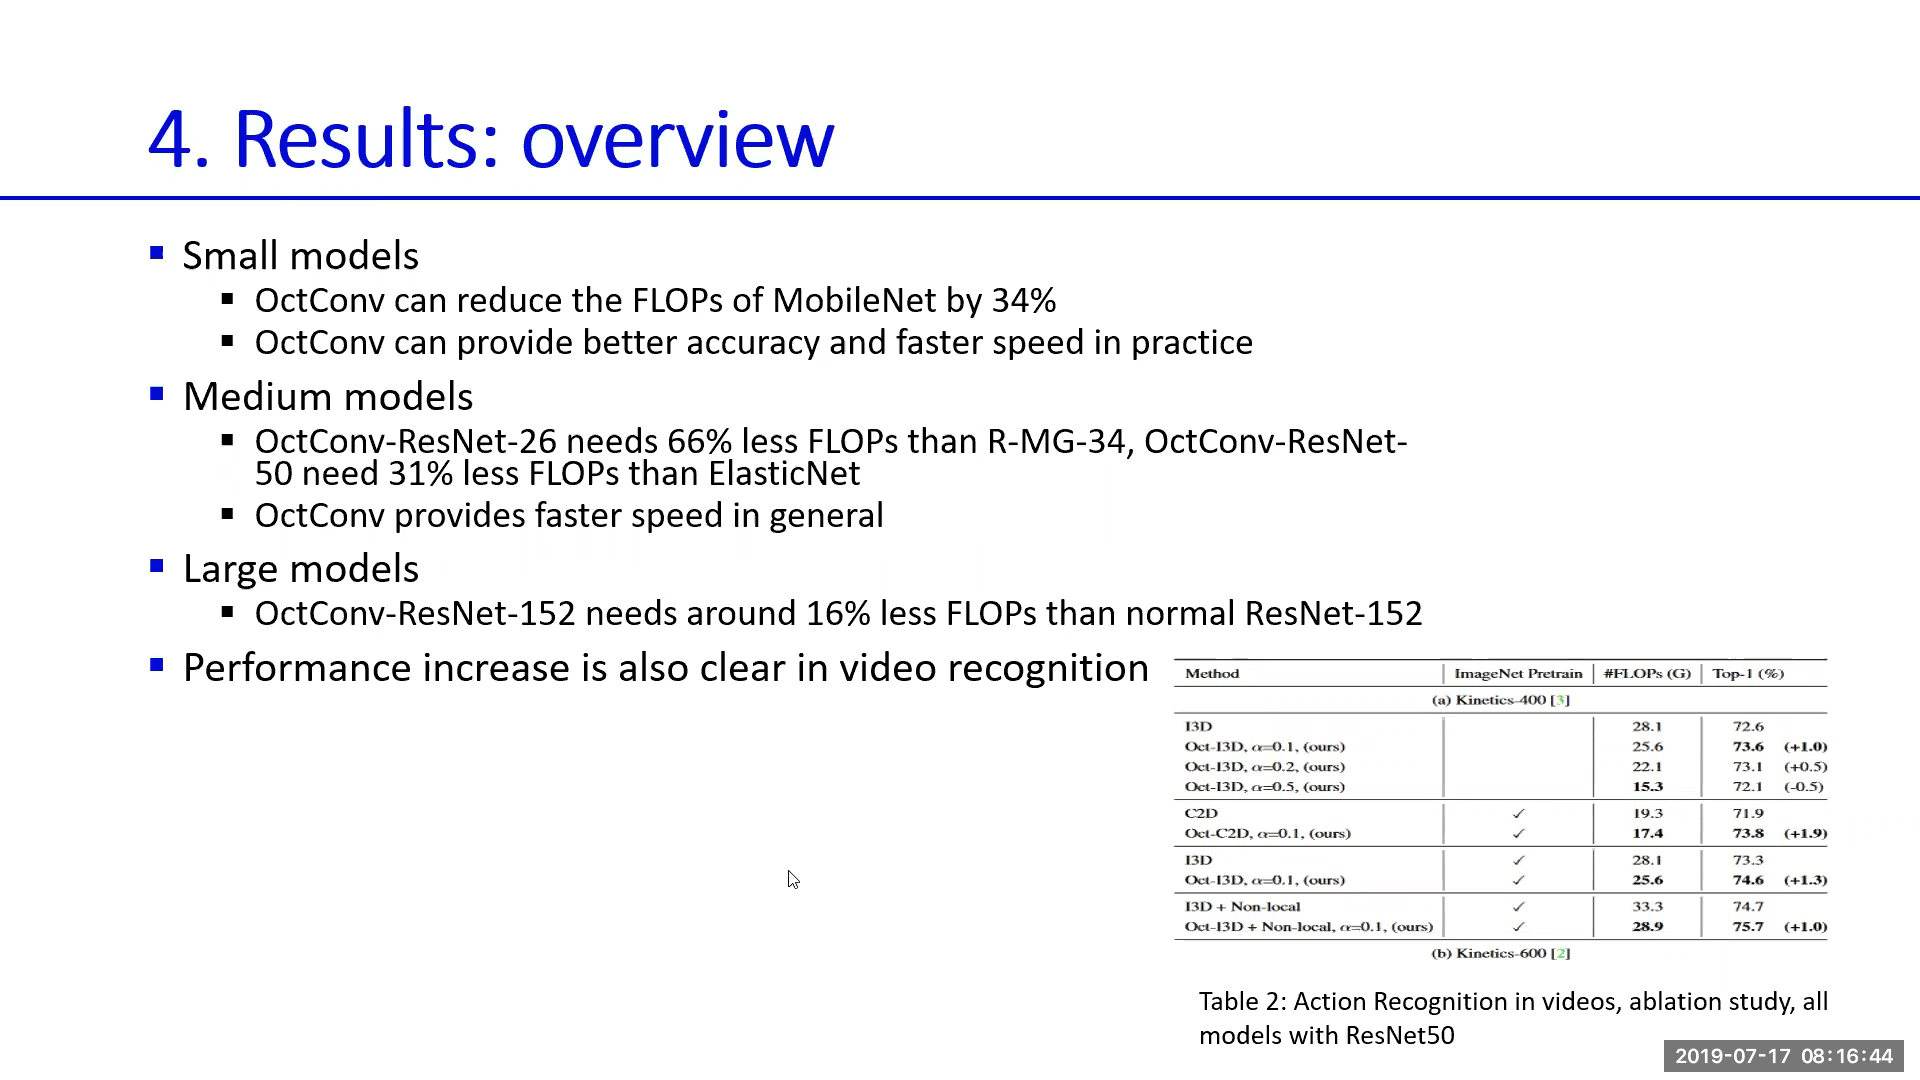 4. Results: overview
Small models
OctConv can reduce the FLOPs of MobileNet by 34%
OctConv can provide better accuracy and faster speed in practice
Medium models
OctConv-ResNet-26 needs 66% less FLOPs than R-MG-34, OctConv-ResNet-
50 need 31% less FLOPs than ElasticNet
OctConv provides faster speed in general
Large models
OctConv-ResNet-152 needs around 16% less FLOPs than normal ResNet-152
Performance increase is also clear in video recognition
Method ImageNet Pretrain #FLOPs (G) Top-1 (%)
(a) Kinetics-400 [3]
I3D 28.1 72.6
Oct-I3D, α=0.1, (ours) 25.6 73.6 (+1.0)
Oct-I3D, α=0.2, (ours) 22.1 73.1 (+0.5)
Oct-I3D, α=0.5, (ours) 15.3 72.1 (-0.5)
C2D ✓ 19.3 71.9
Oct-C2D, α=0.1, (ours) ✓ 17.4 73.8 (+1.9)
I3D ✓ 28.1 73.3
Oct-I3D, α=0.1, (ours) ✓ 25.6 74.6 (+1.3)
I3D + Non-local ✓ 33.3 74.7
Oct-I3D + Non-local, α=0.1, (ours) ✓ 28.9 75.7 (+1.0)
(b) Kinetics-600 [2]
Table 2: Action Recognition in videos, ablation study, all
models with ResNet50
2019-07-17 08:16:44